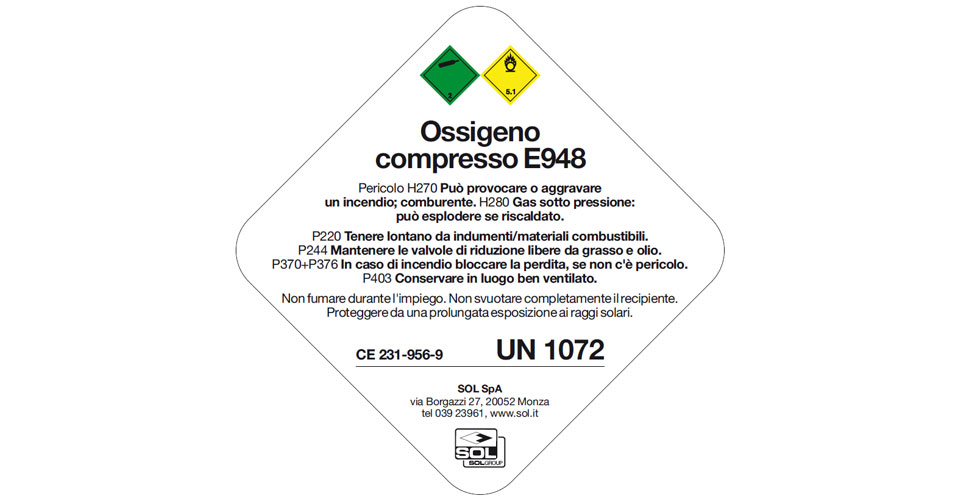 2
5.1
Ossigeno
compresso E948
Pericolo H270 Può provocare o aggravare
un incendio; comburente. H280 Gas sotto pressione:
può esplodere se riscaldato.
P220 Tenere lontano da indumenti/materiali combustibili.
P244 Mantenere le valvole di riduzione libere da grasso e olio.
P370+P376 In caso di incendio bloccare la perdita, se non c'è pericolo.
P403 Conservare in luogo ben ventilato.
Non fumare durante l'impiego. Non svuotare completamente il recipiente.
Proteggere da una prolungata esposizione ai raggi solari.
CE 231-956-9 UN 1072
SOL SpA
via Borgazzi 27, 20052 Monza
tel 039 23961, www.sol.it
SOL
SOLGROUP